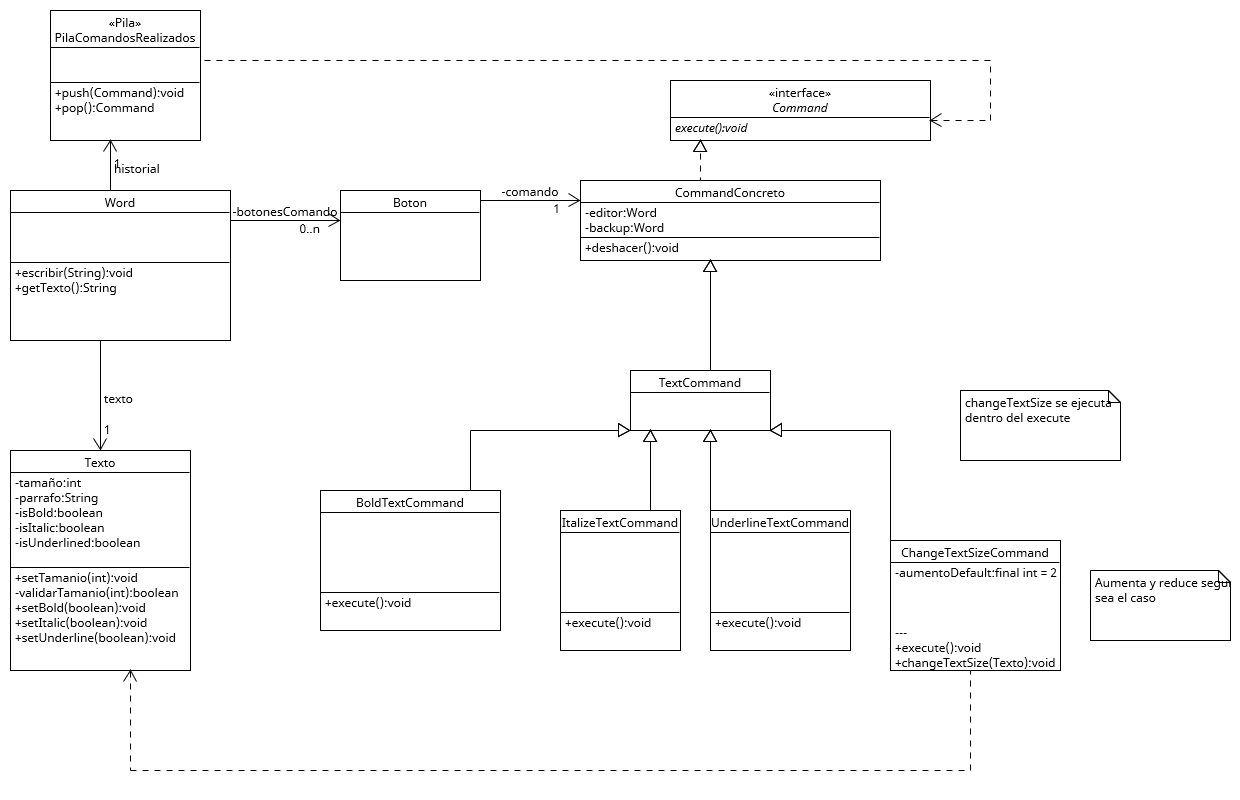 «Pila»
PilaComandosRealizados
+push(Command):void
+pop():Command
«interface»
Command
execute():void
1
historial
Word
+escribir(String):void
+getTexto():String
-botonesComando
0..n
Boton
-comando
1
CommandConcreto
-editor:Word
-backup:Word
+deshacer():void
texto
1
TextCommand
changeTextSize se ejecuta
dentro del execute
Texto
-tamaño:int
-parrafo:String
-isBold:boolean
-isItalic:boolean
-isUnderlined:boolean
+setTamanio(int):void
-validarTamanio(int):boolean
+setBold(boolean):void
+setItalic(boolean):void
+setUnderline(boolean):void
BoldTextCommand
+execute():void
ItalizeTextCommand
+execute():void
UnderlineTextCommand
+execute():void
ChangeTextSizeCommand
-aumentoDefault:final int = 2
---
+execute():void
+changeTextSize(Texto):void
Aumenta y reduce segu
sea el caso